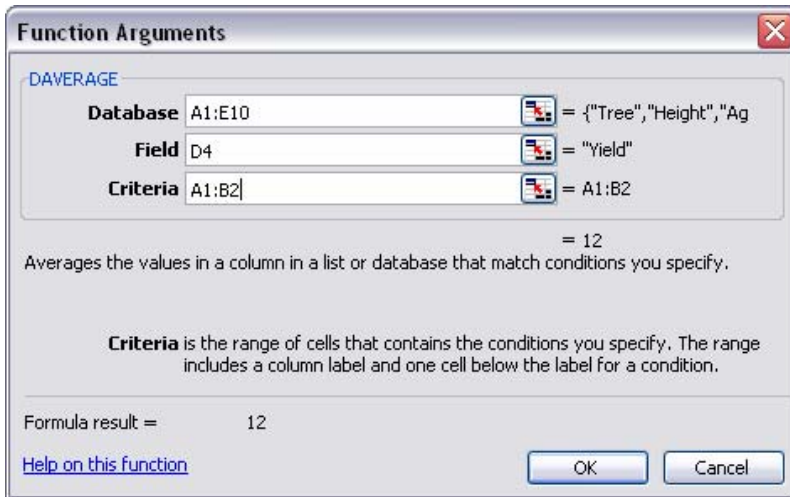 Function Arguments
DAVERAGE
Database A1:E10 = {"Tree","Height","Ag
Field D4 = "Yield"
Criteria A1:B2 = A1:B2
= 12
Averages the values in a column in a list or database that match conditions you specify.
Criteria is the range of cells that contains the conditions you specify. The range
includes a column label and one cell below the label for a condition.
Formula result = 12
Help on this function
OK Cancel